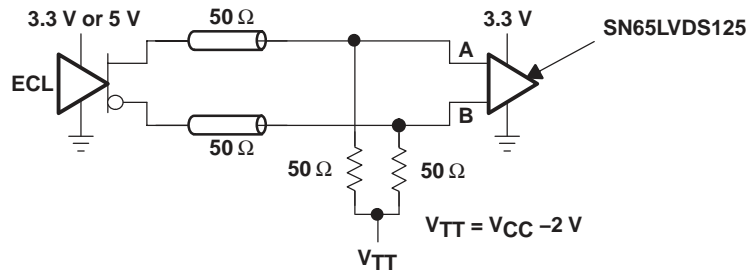 50 Ω
3.3 V or 5 V
3.3 V
SN65LVDS125
A
ECL
B
50 Ω
50 Ω
50 Ω
VTT = VCC –2 V
VTT